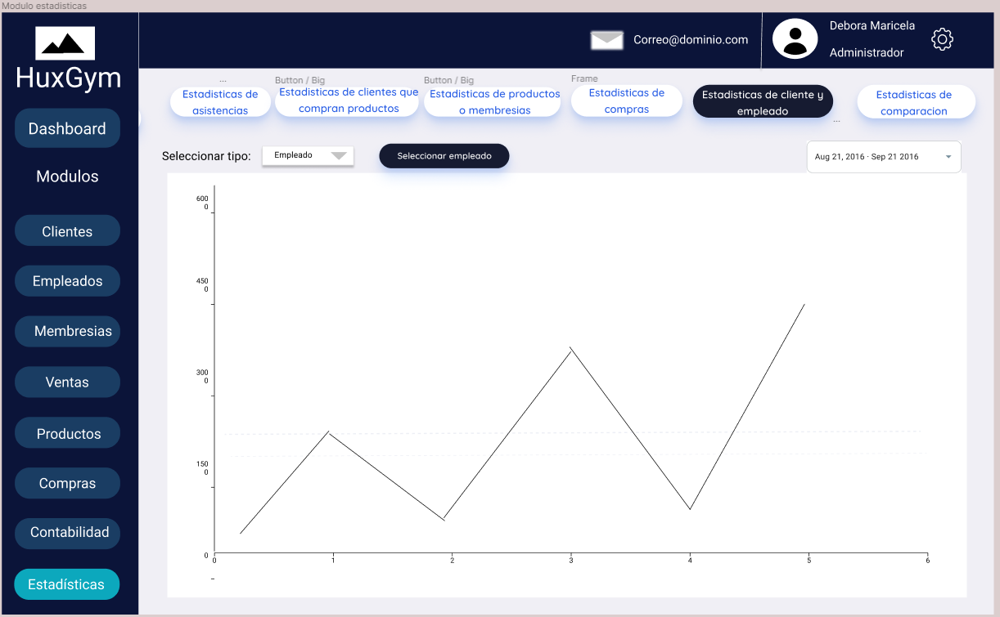 Modulo estadisticas
HuxGym
Correo@dominio.com
Debora Maricela
Administrador
Dashboard
Modulos
Clientes
Empleados
Membresias
Ventas
Productos
Compras
Contabilidad
Estadísticas
...
Estadisticas de
asistencias
Button / Big
Estadisticas de clientes que
compran productos
Button / Big
Estadisticas de productos
o membresias
Frame
Estadisticas de
compras
Estadisticas de cliente y
empleado
...
Estadisticas de
comparacion
Seleccionar tipo:
Empleado
Seleccionar empleado
Aug 21, 2016 · Sep 21 2016
600
0
450
0
300
0
150
0
0
0 1 2 3 4 5 6